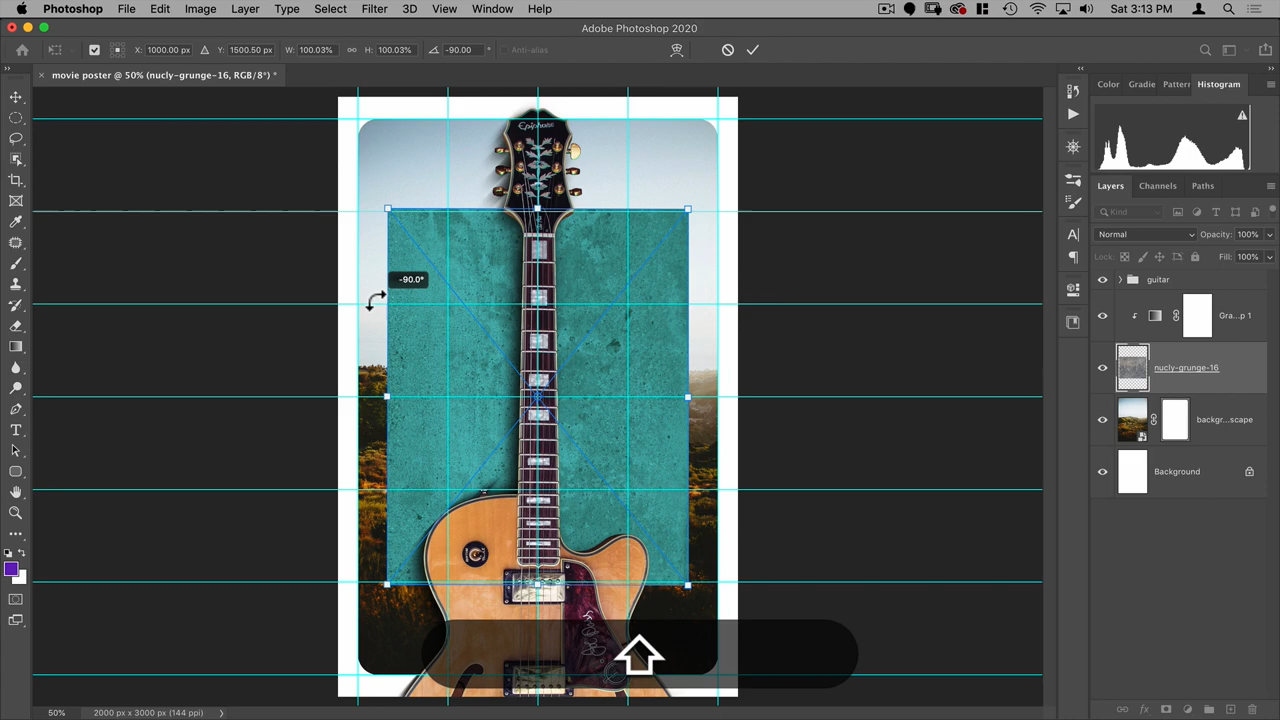 Photoshop File Edit Image Layer Type Select Filter 3D View Window Help Sat 3:13 PM
Adobe Photoshop 2020
X: 1000.00 px Y: 1500.50 px W: 100.03% H: 100.03% -90.00 ° Anti-alias
movie poster @ 50% (nucly-grunge-16, RGB/8*) *
Color Gradie Pattern Histogram
Epiphone
Layers Channels Paths
Kind
Normal Opacity: 100%
Lock: Fill: 100%
-90.0°
guitar
Gra...p 1
nucly-grunge-16
backgr...scape
Background
50% 2000 px x 3000 px (144 ppi)